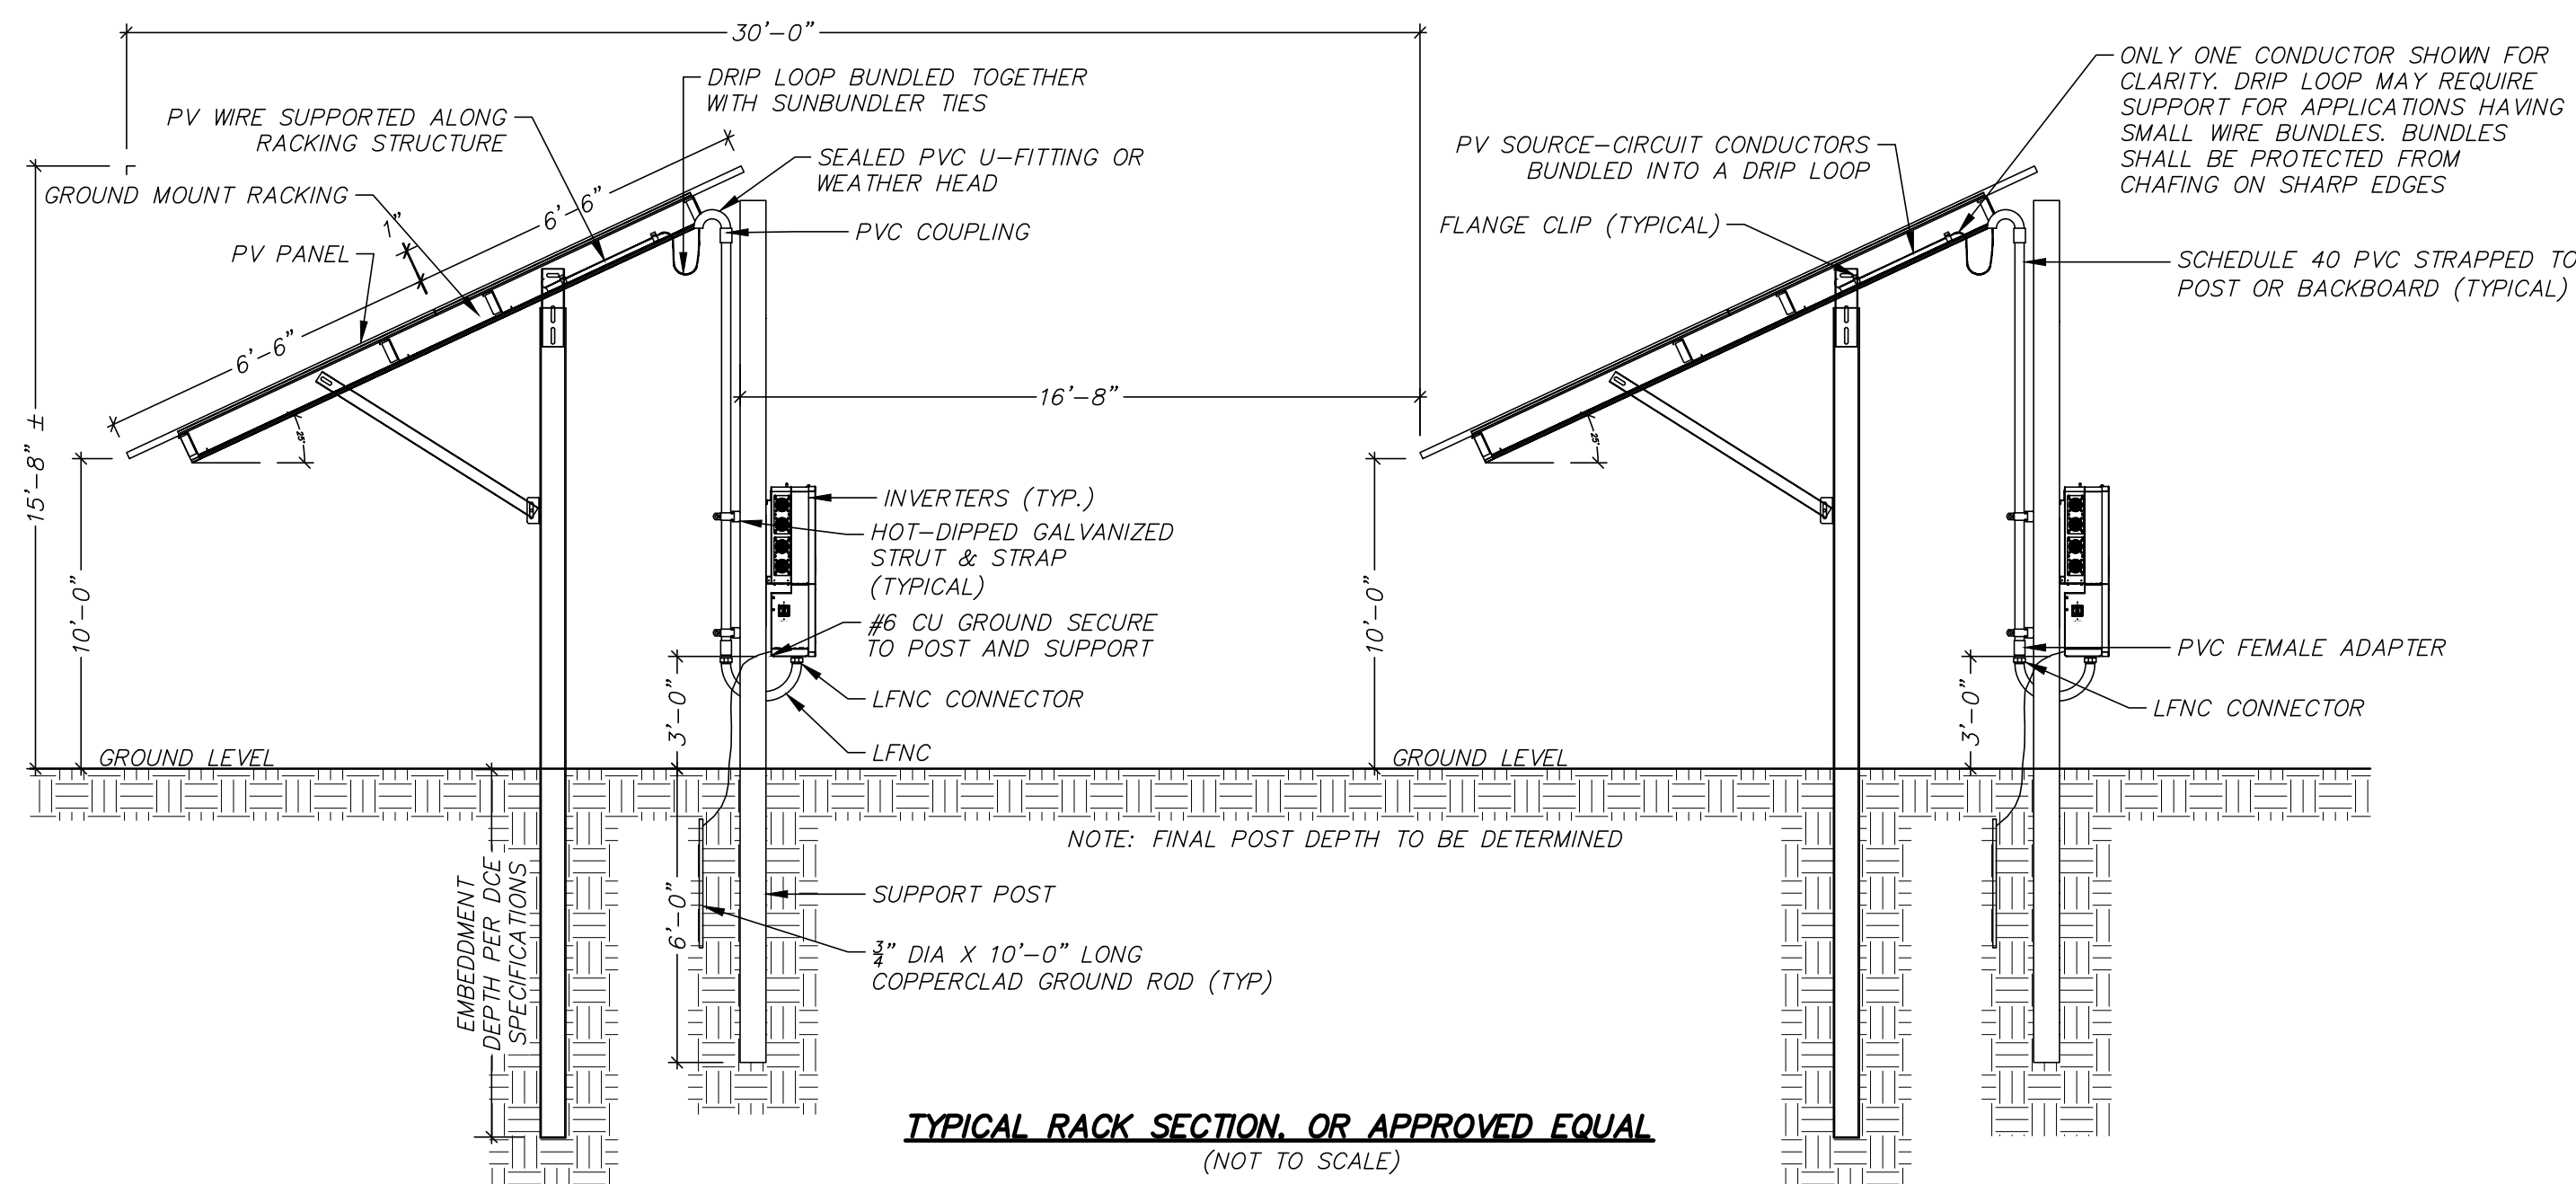 30'-0"
DRIP LOOP BUNDLED TOGETHER
WITH SUNBUNDLER TIES
PV WIRE SUPPORTED ALONG
RACKING STRUCTURE
SEALED PVC U-FITTING OR
WEATHER HEAD
GROUND MOUNT RACKING
1"
6'-6"
PVC COUPLING
PV PANEL
6'-6"
16'-8"
25°
15'-8" ±
10'-0"
INVERTERS (TYP.)
HOT-DIPPED GALVANIZED
STRUT & STRAP
(TYPICAL)
#6 CU GROUND SECURE
TO POST AND SUPPORT
LFNC CONNECTOR
3'-0"
LFNC
GROUND LEVEL
EMBEDDMENT
DEPTH PER DCE
SPECIFICATIONS
6'-0"
SUPPORT POST
3/4" DIA X 10'-0" LONG
COPPERCLAD GROUND ROD (TYP)
NOTE: FINAL POST DEPTH TO BE DETERMINED
ONLY ONE CONDUCTOR SHOWN FOR
CLARITY. DRIP LOOP MAY REQUIRE
SUPPORT FOR APPLICATIONS HAVING
SMALL WIRE BUNDLES. BUNDLES
SHALL BE PROTECTED FROM
CHAFING ON SHARP EDGES
PV SOURCE-CIRCUIT CONDUCTORS
BUNDLED INTO A DRIP LOOP
FLANGE CLIP (TYPICAL)
SCHEDULE 40 PVC STRAPPED TO
POST OR BACKBOARD (TYPICAL)
25°
10'-0"
PVC FEMALE ADAPTER
LFNC CONNECTOR
3'-0"
GROUND LEVEL
TYPICAL RACK SECTION. OR APPROVED EQUAL
(NOT TO SCALE)